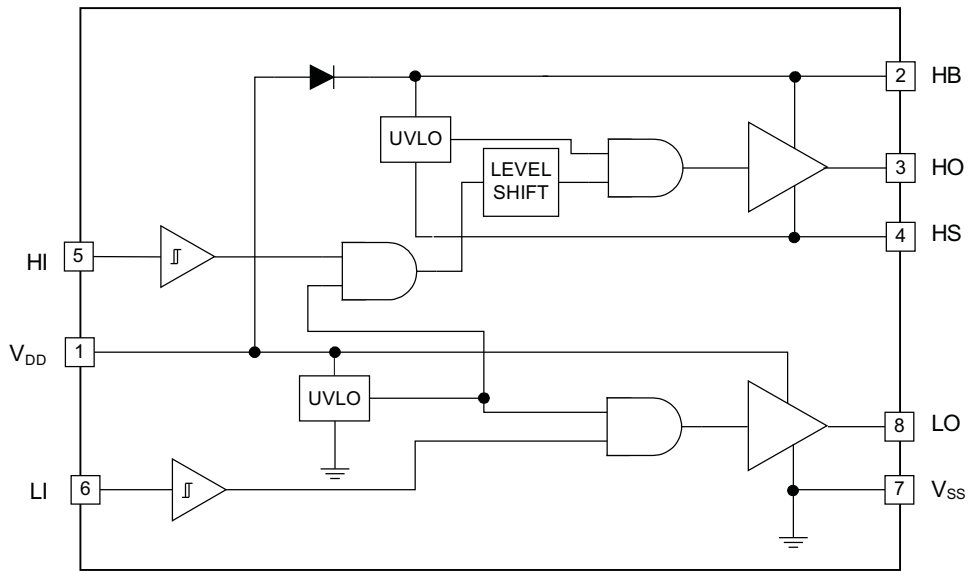 2 HB
UVLO
LEVEL
SHIFT
3 HO
4 HS
HI 5
VDD 1
UVLO
8 LO
LI 6
7 VSS